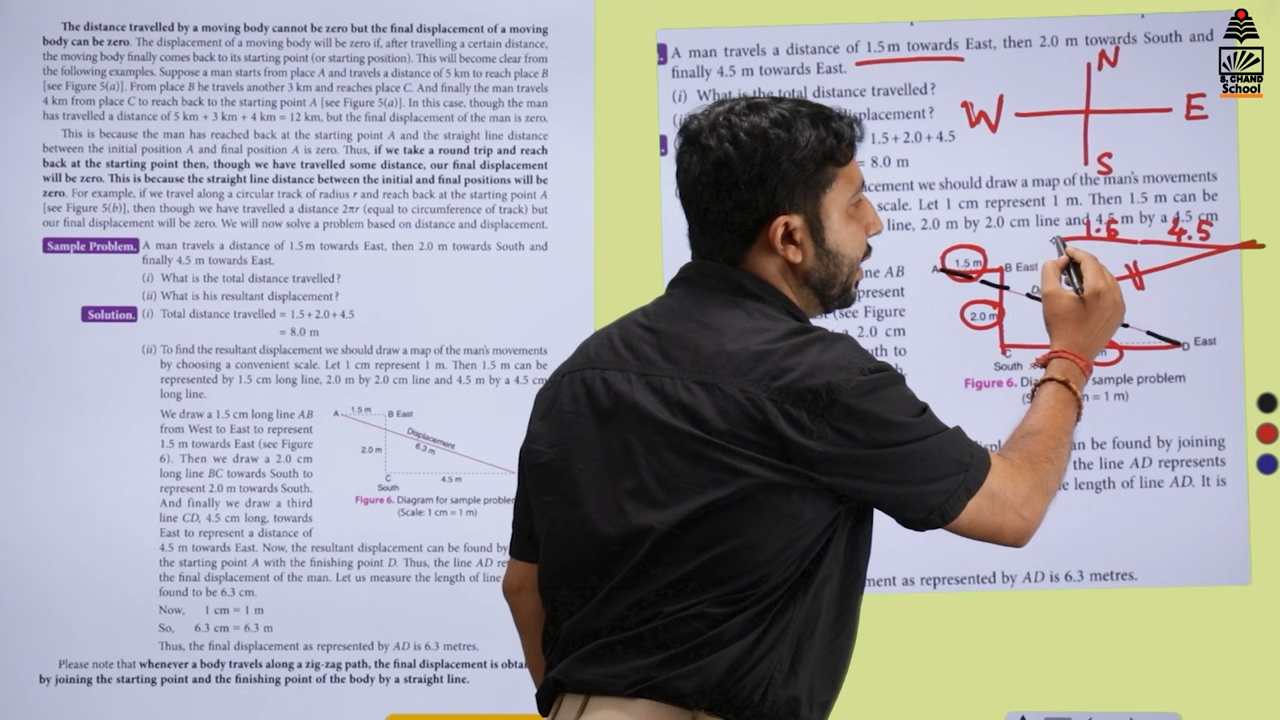 The distance travelled by a moving body cannot be zero but the final displacement of a moving
body can be zero. The displacement of a moving body will be zero if, after travelling a certain distance,
the moving body finally comes back to its starting point (or starting position). This will become clear from
the following examples. Suppose a man starts from place A and travels a distance of 5 km to reach place B
[see Figure 5(a)]. From place B he travels another 3 km and reaches place C. And finally the man travels
4 km from place C to reach back to the starting point A [see Figure 5(a)]. In this case, though the man
has travelled a distance of 5 km + 3 km + 4 km = 12 km, but the final displacement of the man is zero.
This is because the man has reached back at the starting point A and the straight line distance
between the initial position A and final position A is zero. Thus, if we take a round trip and reach
back at the starting point then, though we have travelled some distance, our final displacement
will be zero. This is because the straight line distance between the initial and final positions will be
zero. For example, if we travel along a circular track of radius r and reach back at the starting point A
[see Figure 5(b)], then though we have travelled a distance 2πr (equal to circumference of track) but
our final displacement will be zero. We will now solve a problem based on distance and displacement.
Sample Problem. A man travels a distance of 1.5m towards East, then 2.0 m towards South and
finally 4.5 m towards East.
(i) What is the total distance travelled?
(ii) What is his resultant displacement?
Solution. (i) Total distance travelled = 1.5 + 2.0 + 4.5
= 8.0 m
(ii) To find the resultant displacement we should draw a map of the man's movements
by choosing a convenient scale. Let 1 cm represent 1 m. Then 1.5 m can be
represented by 1.5 cm long line, 2.0 m by 2.0 cm line and 4.5 m by a 4.5 cm
long line.
We draw a 1.5 cm long line AB
from West to East to represent
1.5 m towards East (see Figure
6). Then we draw a 2.0 cm
long line BC towards South to
represent 2.0 m towards South.
And finally we draw a third
line CD, 4.5 cm long, towards
East to represent a distance of
4.5 m towards East. Now, the resultant displacement can be found by
the starting point A with the finishing point D. Thus, the line AD re
the final displacement of the man. Let us measure the length of line
found to be 6.3 cm.
Now, 1 cm = 1 m
So, 6.3 cm = 6.3 m
Thus, the final displacement as represented by AD is 6.3 metres.
Please note that whenever a body travels along a zig-zag path, the final displacement is obtai
by joining the starting point and the finishing point of the body by a straight line.
A 1.5 m B East
2.0 m
Displacement
6.3 m
C 4.5 m
South
Figure 6. Diagram for sample proble
(Scale: 1 cm = 1 m)
A man travels a distance of 1.5m towards East, then 2.0 m towards South and
finally 4.5 m towards East.
(i) What is the total distance travelled?
isplacement?
1.5 + 2.0 + 4.5
= 8.0 m
cement we should draw a map of the man's movements
scale. Let 1 cm represent 1 m. Then 1.5 m can be
line, 2.0 m by 2.0 cm line and 4.5 m by a 4.5 cm
ne AB
present
(see Figure
2.0 cm
uth to
N
W E
S
1.5 4.5
A 1.5 m B East
2.0 m
C D East
South
Figure 6. Di sample problem
= 1 m)
an be found by joining
the line AD represents
e length of line AD. It is
ment as represented by AD is 6.3 metres.
S. CHAND
School